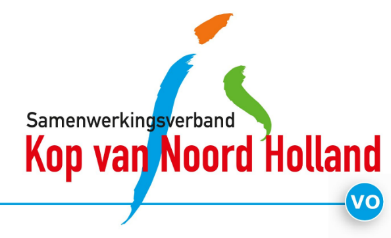 Samenwerkingsverband
Kop van Noord Holland
VO